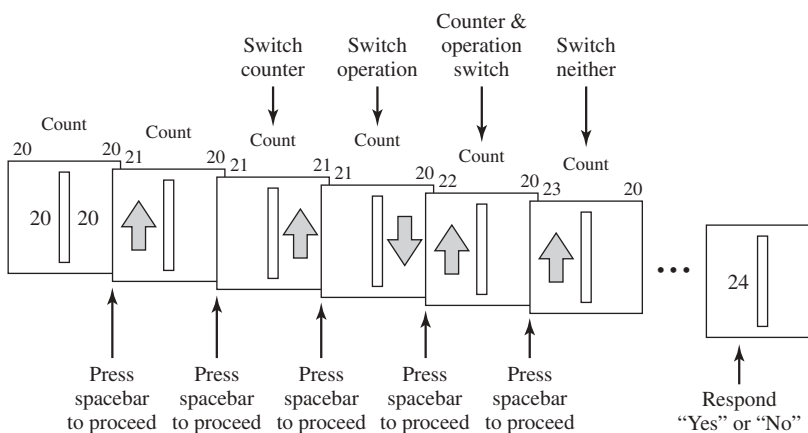 Switch
counter
Switch
operation
Counter &
operation
switch
Switch
neither
Count
20 20
Count
21 20
Count
21 21
Count
21 20
Count
22 20
Count
23 20
20 20
24
Press
spacebar
to proceed
Press
spacebar
to proceed
Press
spacebar
to proceed
Press
spacebar
to proceed
Press
spacebar
to proceed
Respond
“Yes” or “No”